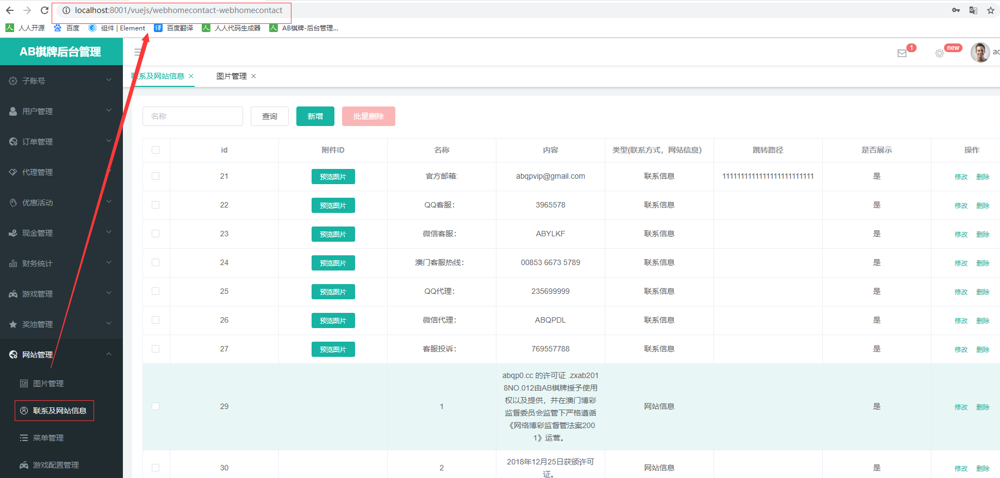 localhost:8001/vuejs/webhomecontact-webhomecontact
人人开源 百度 组件 | Element 百度翻译 人人代码生成器 AB棋牌-后台管理...
AB棋牌后台管理
1
new
联系及网站信息 图片管理
子账号
用户管理
订单管理
代理管理
优惠活动
现金管理
财务统计
游戏管理
奖池管理
网站管理
图片管理
联系及网站信息
菜单管理
游戏配置管理
名称 查询 新增 批量删除
id 附件ID 名称 内容 类型(联系方式，网站信息) 跳转路径 是否展示 操作
21 预览图片 官方邮箱: abqpvip@gmail.com 联系信息 是 修改 删除
22 预览图片 QQ客服： 3965578 联系信息 是 修改 删除
23 预览图片 微信客服： ABYLKF 联系信息 是 修改 删除
24 预览图片 澳门客服热线： 00853 6673 5789 联系信息 是 修改 删除
25 预览图片 QQ代理： 235699999 联系信息 是 修改 删除
26 预览图片 微信代理： ABQPDL 联系信息 是 修改 删除
27 预览图片 客服投诉： 769557788 联系信息 是 修改 删除
29 1 abqp0.cc 的许可证 .zxab201
8NO.012由AB棋牌授予使用
权以及提供，并在澳门博彩
监督委员会监管下严格遵循
《网络博彩监督管法案200
1》运营。 网站信息 是 修改 删除
30 2 2018年12月25日获颁许可
证。 网站信息 是 修改 删除